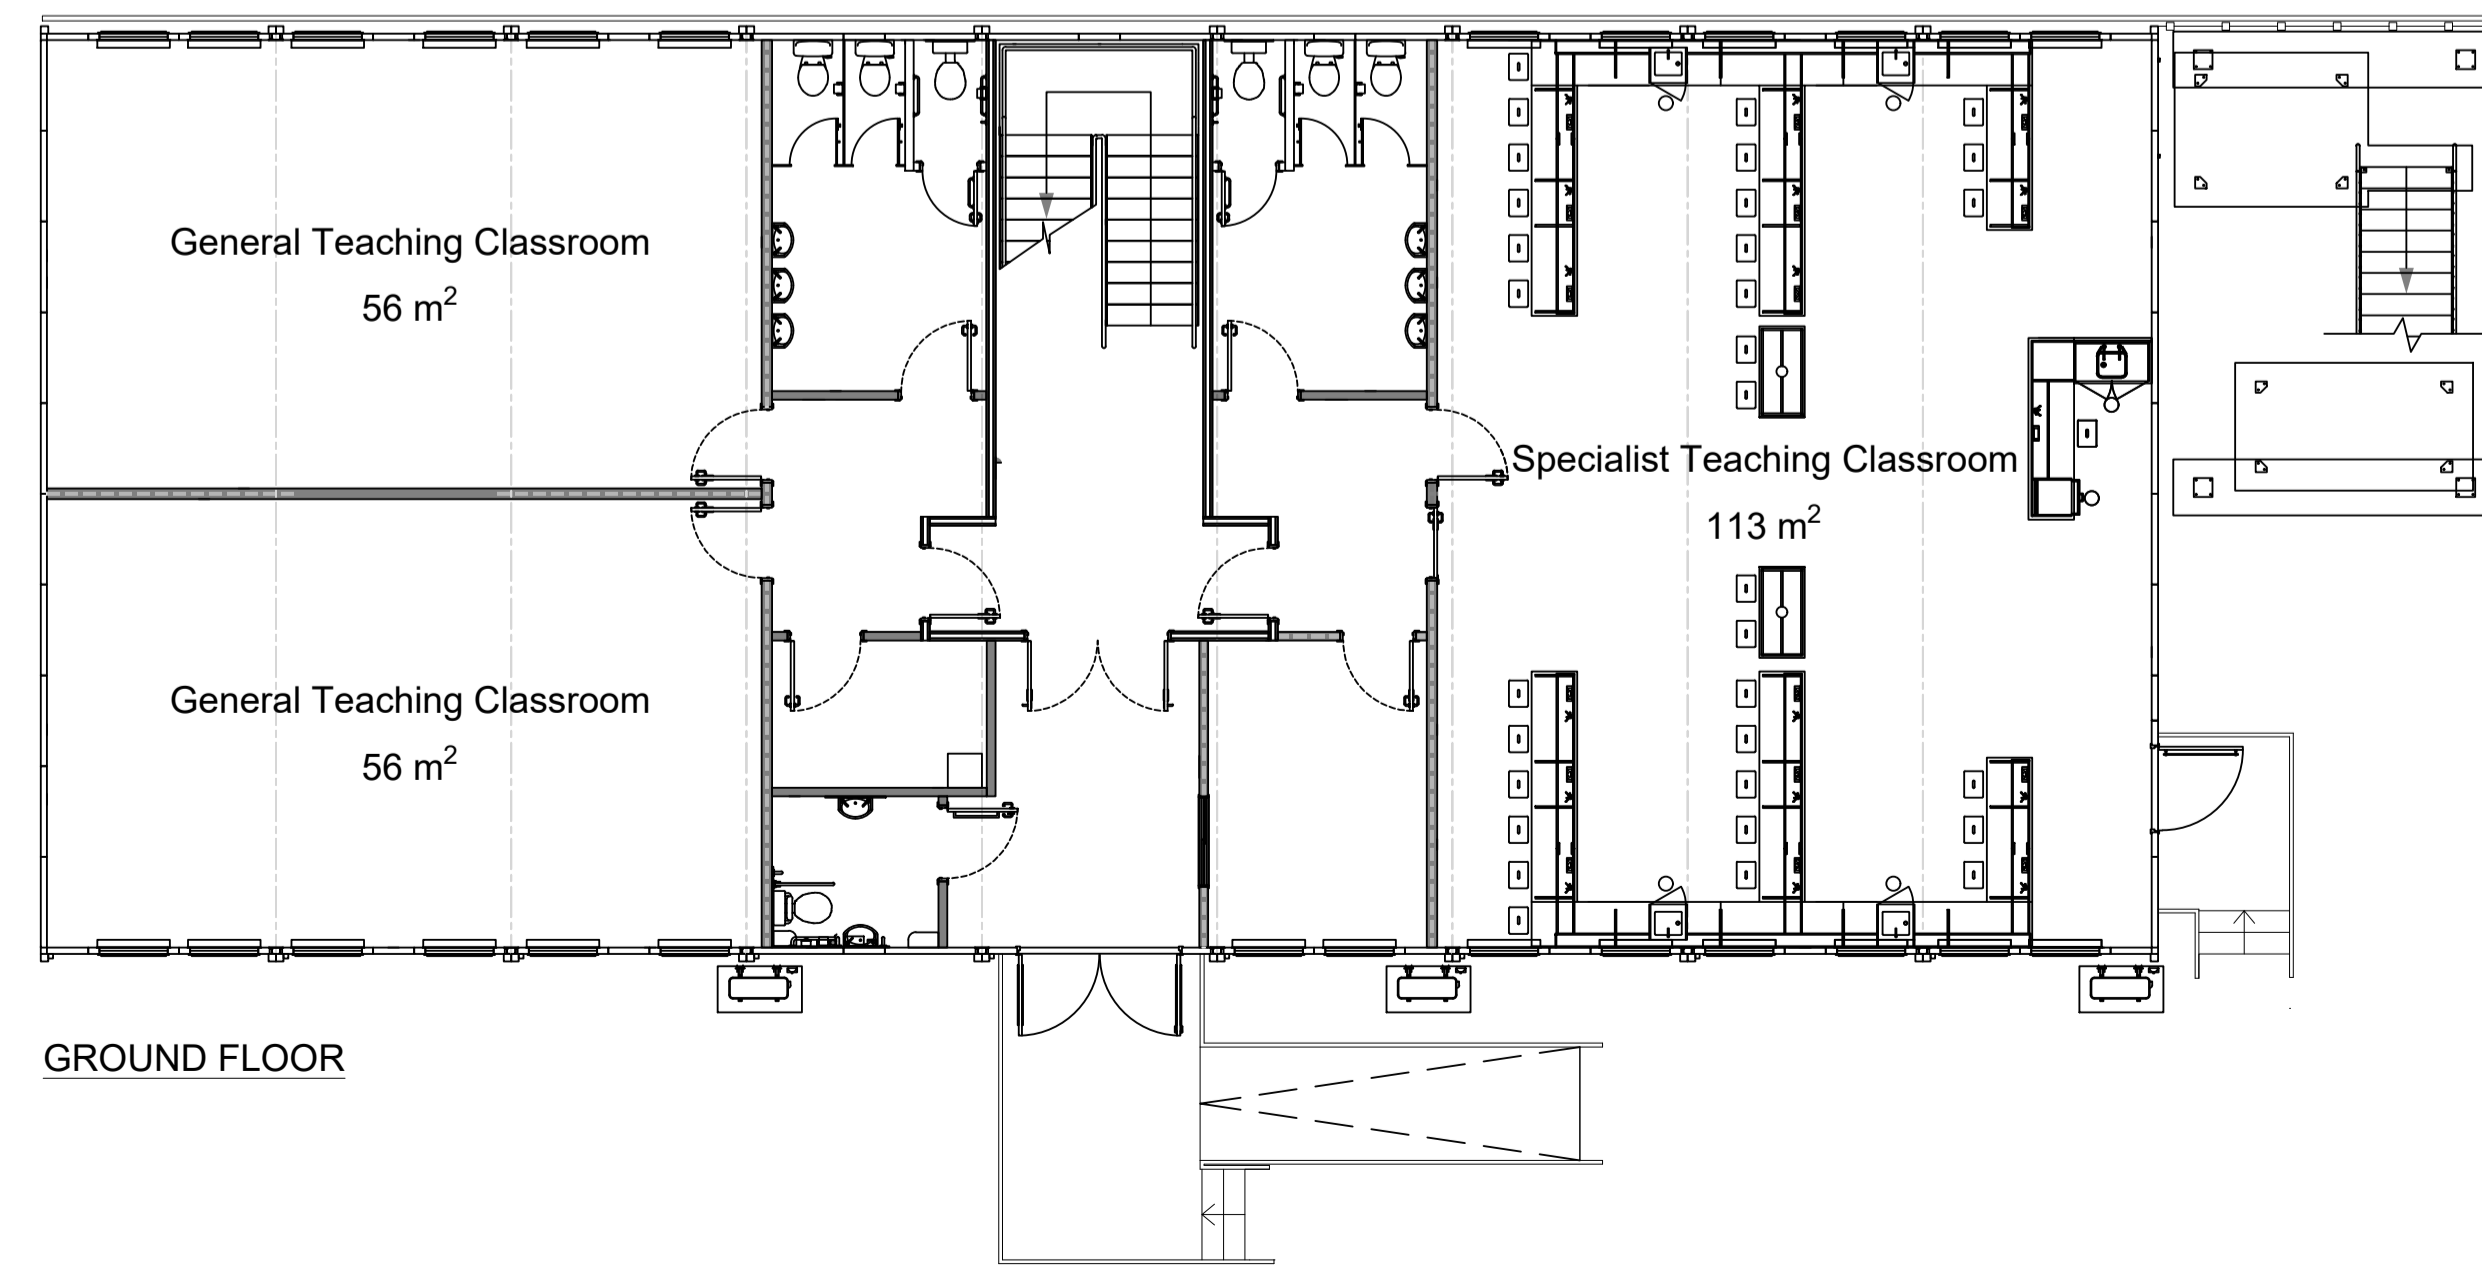 General Teaching Classroom
56 m²
Specialist Teaching Classroom
113 m²
General Teaching Classroom
56 m²
GROUND FLOOR